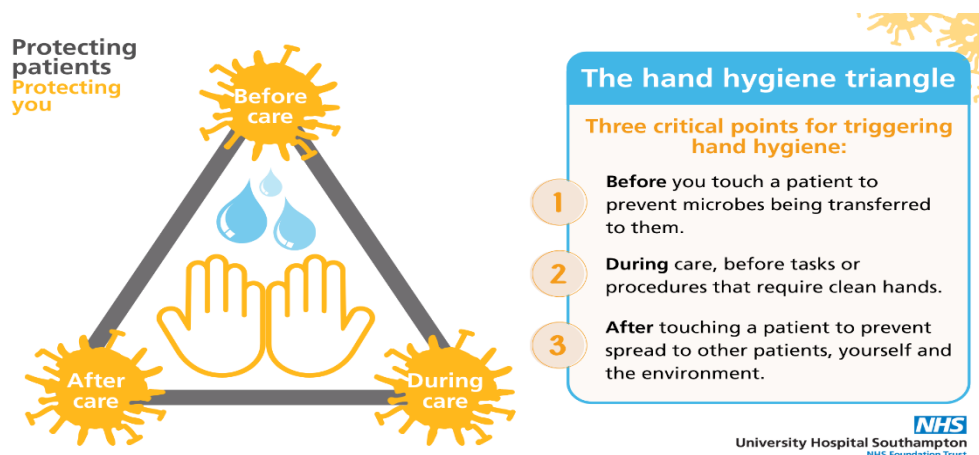 Protecting
patients
Protecting
you
Before
care
After
care
During
care
The hand hygiene triangle
Three critical points for triggering
hand hygiene:
1
Before you touch a patient to
prevent microbes being transferred
to them.
2
During care, before tasks or
procedures that require clean hands.
3
After touching a patient to prevent
spread to other patients, yourself and
the environment.
NHS
University Hospital Southampton
NHS Foundation Trust